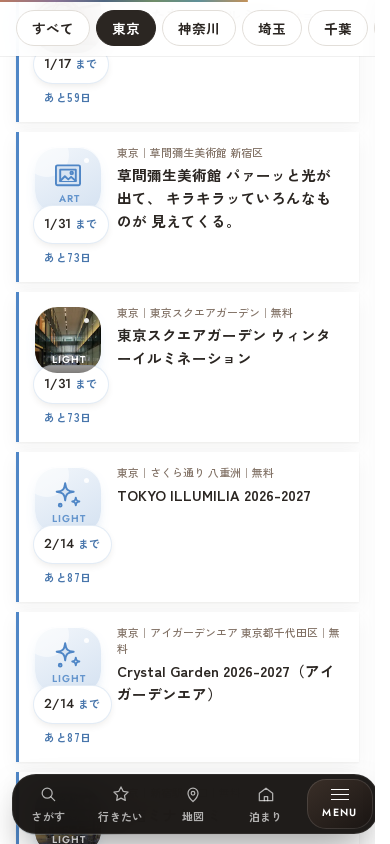 すべて
東京
神奈川
埼玉
千葉
1/17 まで
あと59日
東京｜草間彌生美術館 新宿区
草間彌生美術館 パァーッと光が
出て、 キラキラッていろんなも
のが 見えてくる。
ART
1/31 まで
あと73日
東京｜東京スクエアガーデン｜無料
東京スクエアガーデン ウィンタ
ーイルミネーション
LIGHT
1/31 まで
あと73日
東京｜さくら通り 八重洲｜無料
TOKYO ILLUMILIA 2026-2027
LIGHT
2/14 まで
あと87日
東京｜アイガーデンエア 東京都千代田区｜無
料
Crystal Garden 2026-2027（アイ
ガーデンエア）
LIGHT
2/14 まで
あと87日
LIGHT
さがす
行きたい
地図
泊まり
MENU